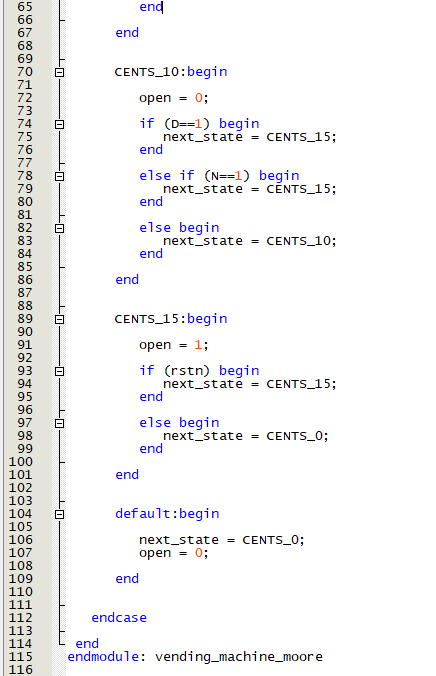 65 end
66
67 end
68
69
70 CENTS_10:begin
71
72 open = 0;
73
74 if (D==1) begin
75 next_state = CENTS_15;
76 end
77
78 else if (N==1) begin
79 next_state = CENTS_15;
80 end
81
82 else begin
83 next_state = CENTS_10;
84 end
85
86 end
87
88
89 CENTS_15:begin
90
91 open = 1;
92
93 if (rstn) begin
94 next_state = CENTS_15;
95 end
96
97 else begin
98 next_state = CENTS_0;
99 end
100
101 end
102
103
104 default:begin
105
106 next_state = CENTS_0;
107 open = 0;
108
109 end
110
111
112 endcase
113
114 end
115 endmodule: vending_machine_moore
116